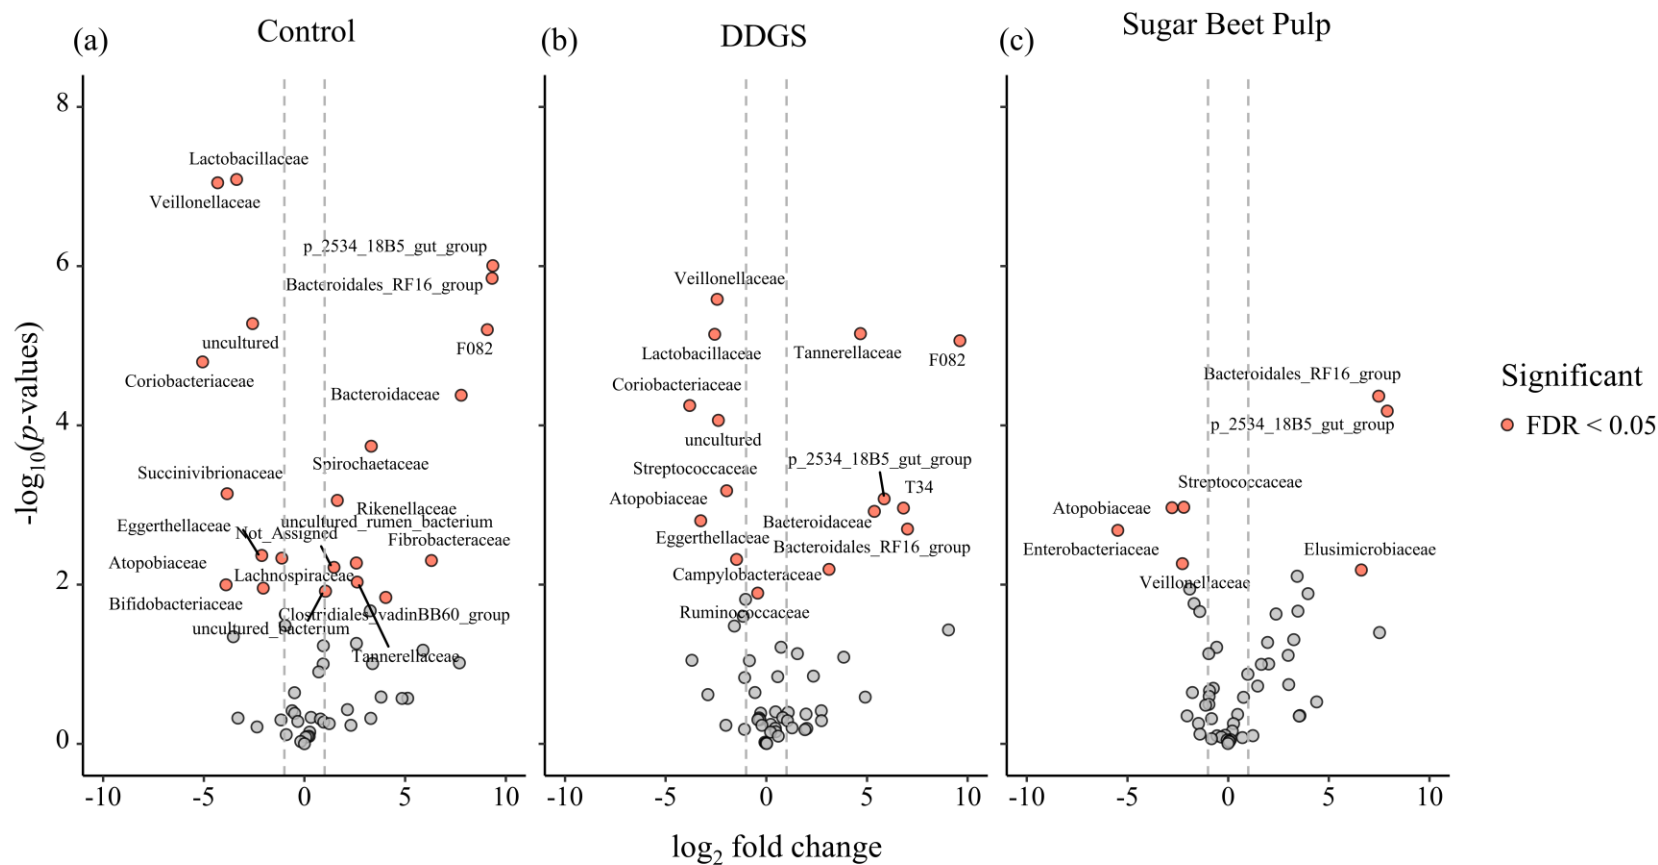 (a)
Control
(b)
DDGS
(c)
Sugar Beet Pulp
-log10(p-values)
8
6
4
2
0
Lactobacillaceae
Veillonellaceae
p_2534_18B5_gut_group
Bacteroidales_RF16_group
uncultured
F082
Coriobacteriaceae
Bacteroidaceae
Spirochaetaceae
Succinivibrionaceae
Rikenellaceae
Eggerthellaceae
Not_Assigned
uncultured_rumen_bacterium
Fibrobacteraceae
Atopobiaceae
Lachnospiraceae
Bifidobacteriaceae
Clostridiales_vadinBB60_group
uncultured_bacterium
Tannerellaceae
-10 -5 0 5 10
Veillonellaceae
Lactobacillaceae
Tannerellaceae
F082
Coriobacteriaceae
uncultured
Streptococcaceae
p_2534_18B5_gut_group
T34
Atopobiaceae
Bacteroidaceae
Eggerthellaceae
Bacteroidales_RF16_group
Campylobacteraceae
Ruminococcaceae
-10 -5 0 5 10
Bacteroidales_RF16_group
p_2534_18B5_gut_group
Streptococcaceae
Atopobiaceae
Enterobacteriaceae
Elusimicrobiaceae
Veillonellaceae
-10 -5 0 5 10
log2 fold change
Significant
FDR < 0.05